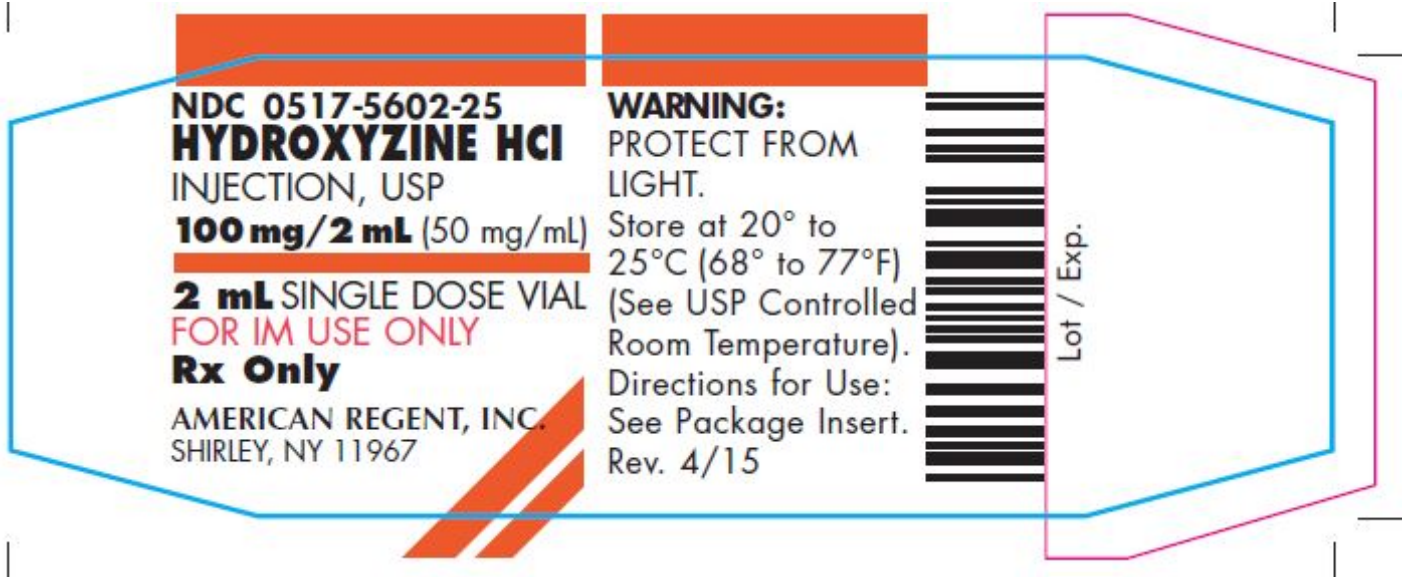 NDC 0517-5602-25
HYDROXYZINE HCl
INJECTION, USP
100 mg/2 mL (50 mg/mL)
2 mL SINGLE DOSE VIAL
FOR IM USE ONLY
Rx Only
AMERICAN REGENT, INC.
SHIRLEY, NY 11967
WARNING:
PROTECT FROM
LIGHT.
Store at 20° to
25°C (68° to 77°F)
(See USP Controlled
Room Temperature).
Directions for Use:
See Package Insert.
Rev. 4/15
Lot / Exp.